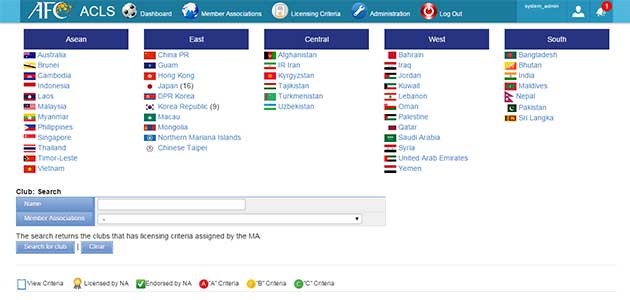 AFC ACLS Dashboard Member Associations Licensing Criteria Administration Log Out system_admin 1
Asean
Australia
Brunei
Cambodia
Indonesia
Laos
Malaysia
Myanmar
Philippines
Singapore
Thailand
Timor-Leste
Vietnam
East
China PR
Guam
Hong Kong
Japan (16)
DPR Korea
Korea Republic (9)
Macau
Mongolia
Northern Mariana Islands
Chinese Taipei
Central
Afghanistan
IR Iran
Kyrgyzstan
Tajikistan
Turkmenistan
Uzbekistan
West
Bahrain
Iraq
Jordan
Kuwait
Lebanon
Oman
Palestine
Qatar
Saudi Arabia
Syria
United Arab Emirates
Yemen
South
Bangladesh
Bhutan
India
Maldives
Nepal
Pakistan
Sri Langka
Club: Search
Name
Member Associations -
The search returns the clubs that has licensing criteria assigned by the MA.
Search for club | Clear
View Criteria Licensed by NA Endorsed by NA A "A" Criteria "B" Criteria C "C" Criteria